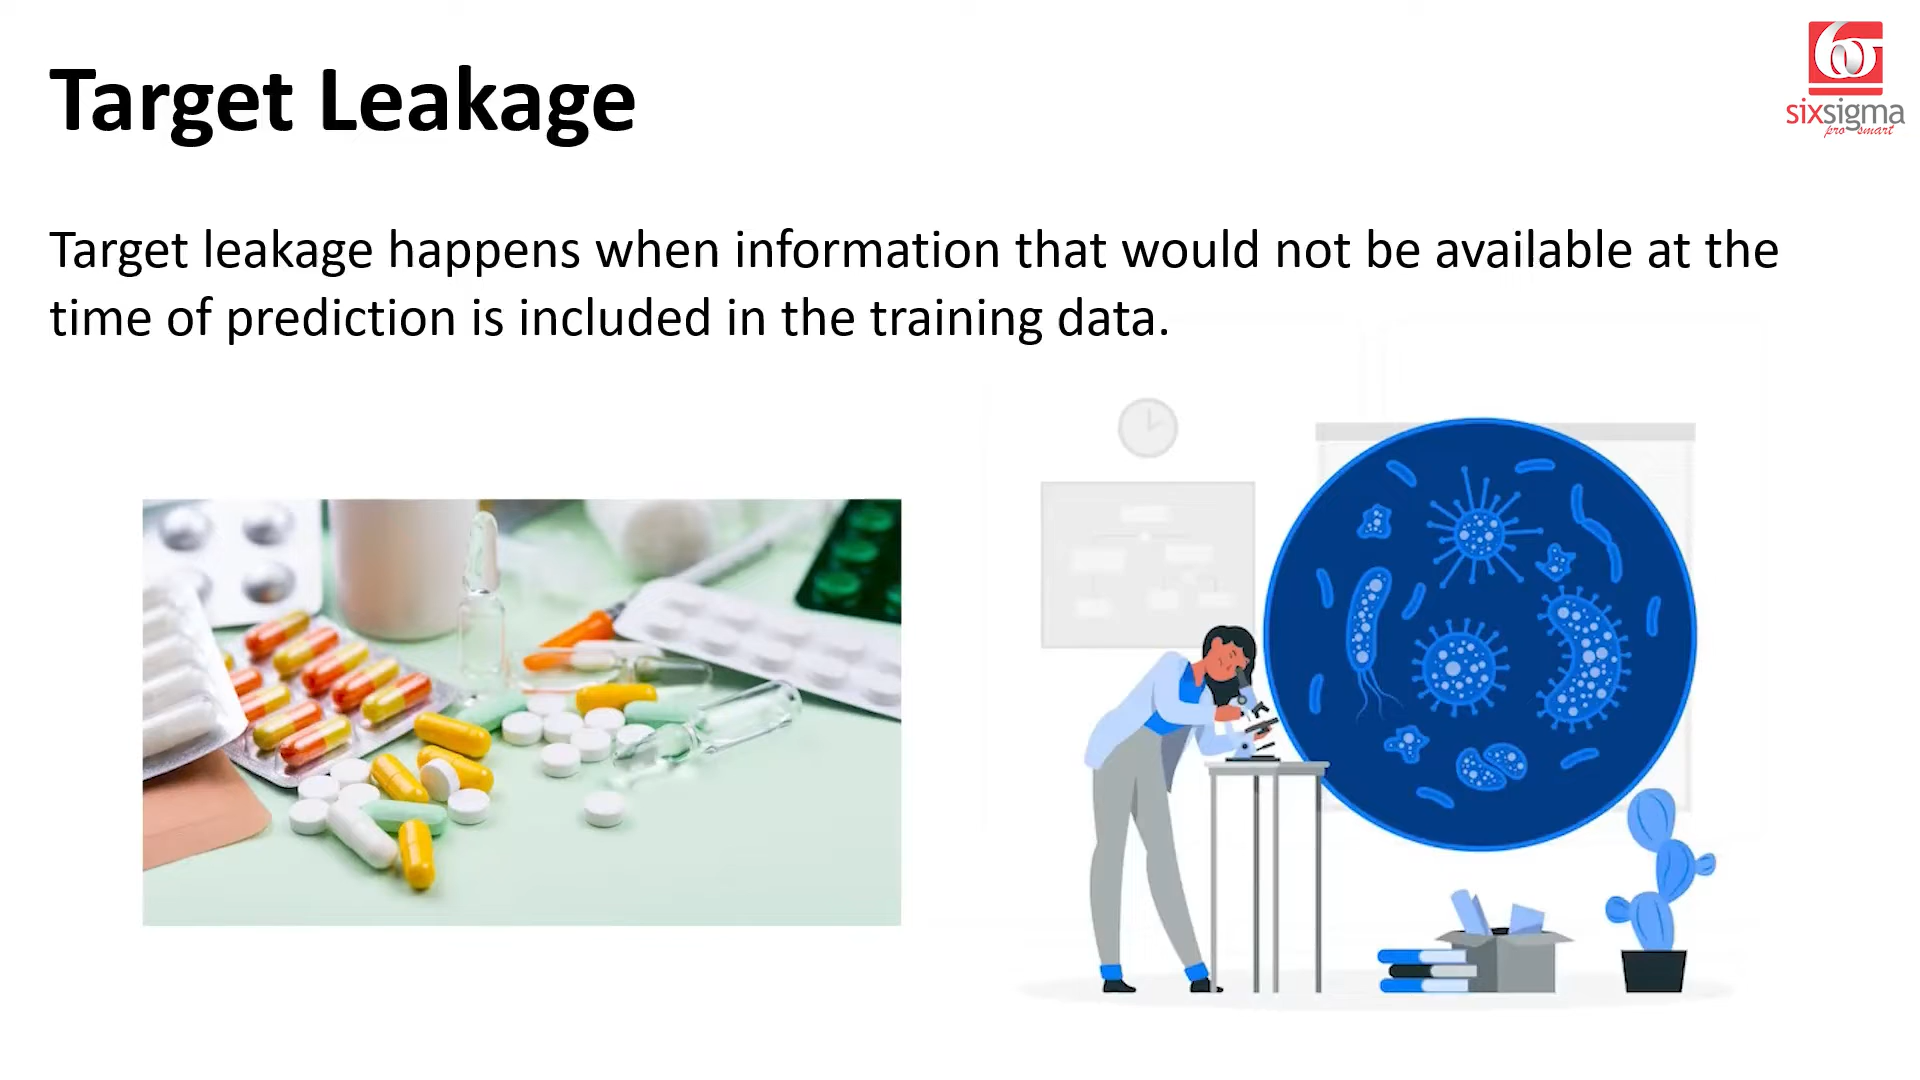 Target Leakage
6σ
sixsigma
pro smart
Target leakage happens when information that would not be available at the
time of prediction is included in the training data.